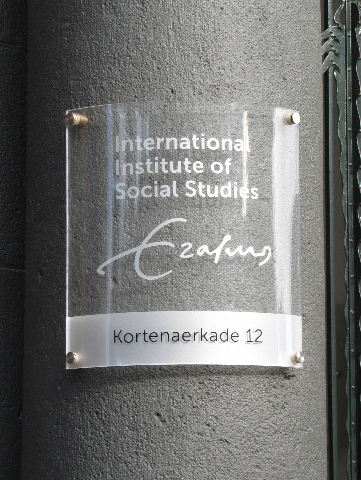 International
Institute of
Social Studies
Erasmus
Kortenaerkade 12